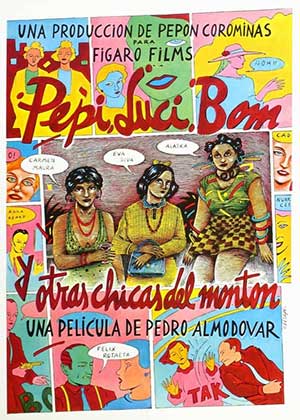 UNA PRODUCCION DE PEPON COROMINAS
PARA
FIGARO FILMS
Pepi, Luci, Bom
CARMEN
MAURA
EVA
SIVA
ALASKA
y otras chicas del monton
UNA PELÍCULA DE PEDRO ALMODOVAR
FELIX
ROTAETA
TAK